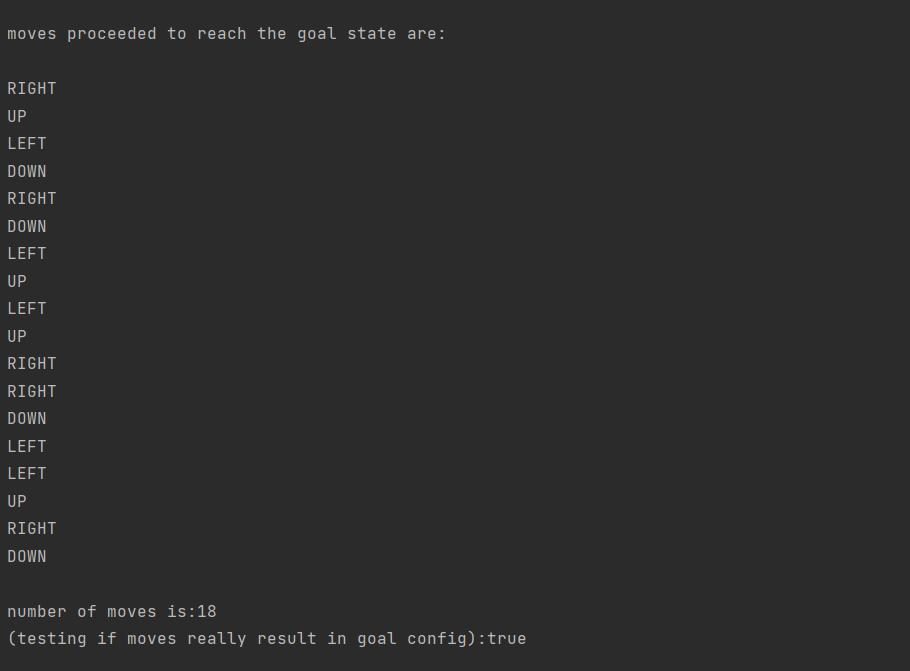 moves proceeded to reach the goal state are:
RIGHT
UP
LEFT
DOWN
RIGHT
DOWN
LEFT
UP
LEFT
UP
RIGHT
RIGHT
DOWN
LEFT
LEFT
UP
RIGHT
DOWN
number of moves is:18
(testing if moves really result in goal config):true